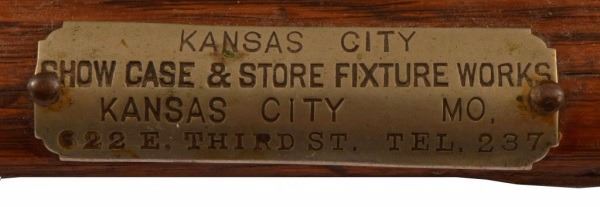 KANSAS CITY
SHOW CASE & STORE FIXTURE WORKS
KANSAS CITY MO.
622 E. THIRD ST. TEL. 237.